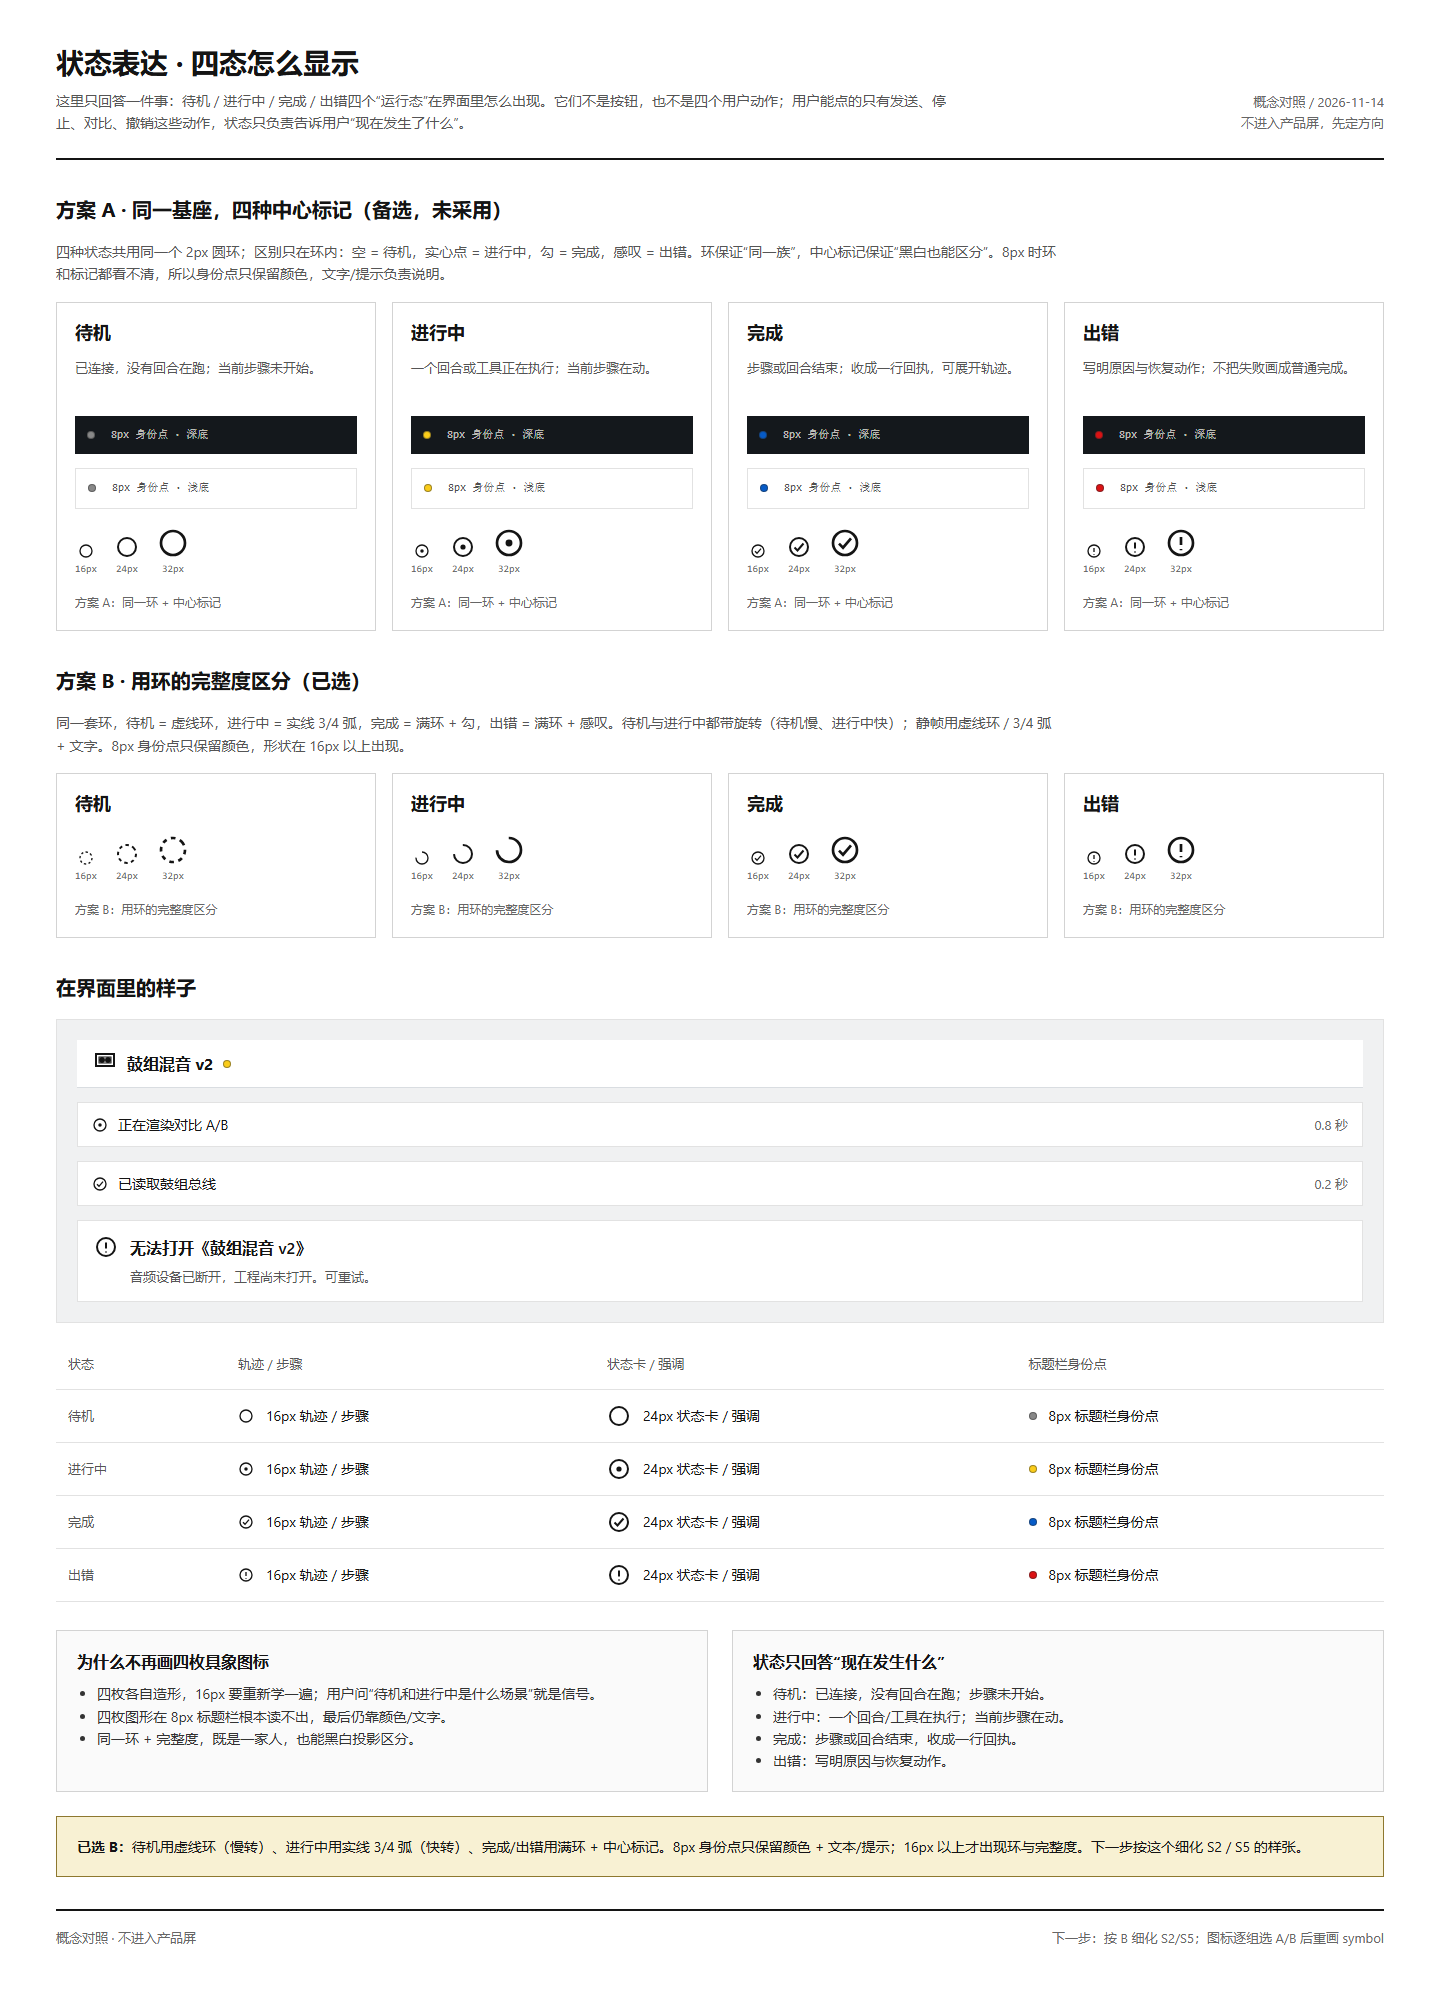 状态表达 · 四态怎么显示
这里只回答一件事：待机 / 进行中 / 完成 / 出错四个“运行态”在界面里怎么出现。它们不是按钮，也不是四个用户动作；用户能点的只有发送、停
止、对比、撤销这些动作，状态只负责告诉用户“现在发生了什么”。
概念对照 / 2026-11-14
不进入产品屏，先定方向
方案 A · 同一基座，四种中心标记（备选，未采用）
四种状态共用同一个 2px 圆环；区别只在环内：空 = 待机，实心点 = 进行中，勾 = 完成，感叹 = 出错。环保证“同一族”，中心标记保证“黑白也能区分”。8px 时环
和标记都看不清，所以身份点只保留颜色，文字/提示负责说明。
待机
已连接，没有回合在跑；当前步骤未开始。
8px 身份点 · 深底
8px 身份点 · 浅底
16px 24px 32px
方案 A：同一环 + 中心标记
进行中
一个回合或工具正在执行；当前步骤在动。
8px 身份点 · 深底
8px 身份点 · 浅底
16px 24px 32px
方案 A：同一环 + 中心标记
完成
步骤或回合结束；收成一行回执，可展开轨迹。
8px 身份点 · 深底
8px 身份点 · 浅底
16px 24px 32px
方案 A：同一环 + 中心标记
出错
写明原因与恢复动作；不把失败画成普通完成。
8px 身份点 · 深底
8px 身份点 · 浅底
16px 24px 32px
方案 A：同一环 + 中心标记
方案 B · 用环的完整度区分（已选）
同一套环，待机 = 虚线环，进行中 = 实线 3/4 弧，完成 = 满环 + 勾，出错 = 满环 + 感叹。待机与进行中都带旋转（待机慢、进行中快）；静帧用虚线环 / 3/4 弧
+ 文字。8px 身份点只保留颜色，形状在 16px 以上出现。
待机
16px 24px 32px
方案 B：用环的完整度区分
进行中
16px 24px 32px
方案 B：用环的完整度区分
完成
16px 24px 32px
方案 B：用环的完整度区分
出错
16px 24px 32px
方案 B：用环的完整度区分
在界面里的样子
鼓组混音 v2
正在渲染对比 A/B 0.8 秒
已读取鼓组总线 0.2 秒
无法打开《鼓组混音 v2》
音频设备已断开，工程尚未打开。可重试。
状态 轨迹 / 步骤 状态卡 / 强调 标题栏身份点
待机 16px 轨迹 / 步骤 24px 状态卡 / 强调 8px 标题栏身份点
进行中 16px 轨迹 / 步骤 24px 状态卡 / 强调 8px 标题栏身份点
完成 16px 轨迹 / 步骤 24px 状态卡 / 强调 8px 标题栏身份点
出错 16px 轨迹 / 步骤 24px 状态卡 / 强调 8px 标题栏身份点
为什么不再画四枚具象图标
• 四枚各自造形，16px 要重新学一遍；用户问“待机和进行中是什么场景”就是信号。
• 四枚图形在 8px 标题栏根本读不出，最后仍靠颜色/文字。
• 同一环 + 完整度，既是一家人，也能黑白投影区分。
状态只回答“现在发生什么”
• 待机：已连接，没有回合在跑；步骤未开始。
• 进行中：一个回合/工具在执行；当前步骤在动。
• 完成：步骤或回合结束，收成一行回执。
• 出错：写明原因与恢复动作。
已选 B：待机用虚线环（慢转）、进行中用实线 3/4 弧（快转）、完成/出错用满环 + 中心标记。8px 身份点只保留颜色 + 文本/提示；16px 以上才出现环与完整度。下一步按这个细化 S2 / S5 的样张。
概念对照 · 不进入产品屏
下一步：按 B 细化 S2/S5；图标逐组选 A/B 后重画 symbol